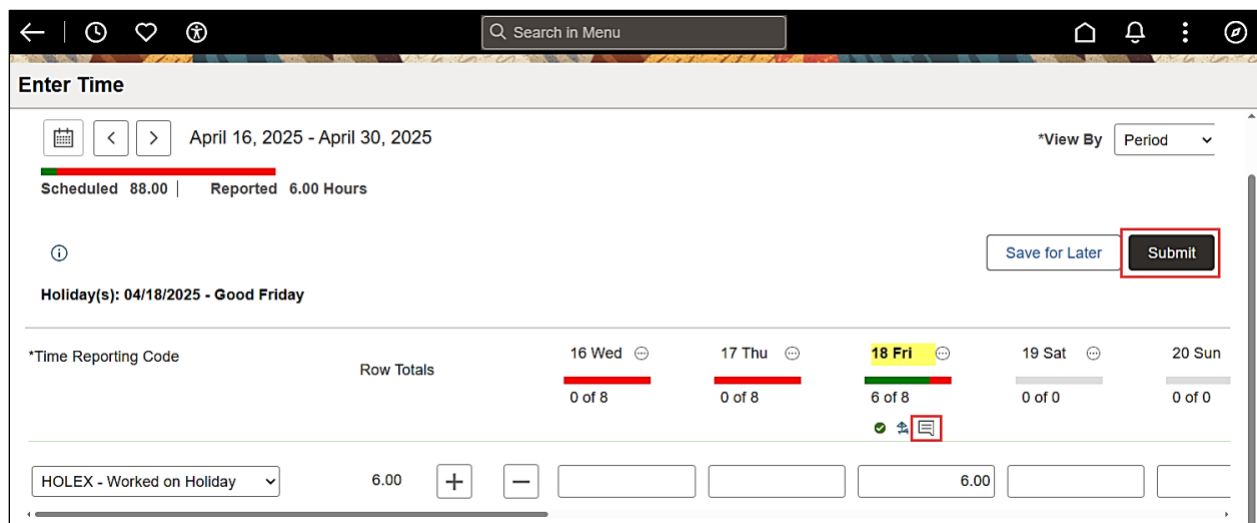 Search in Menu
Enter Time
April 16, 2025 - April 30, 2025
*View By Period
Scheduled 88.00 | Reported 6.00 Hours
Save for Later Submit
Holiday(s): 04/18/2025 - Good Friday
*Time Reporting Code Row Totals 16 Wed 17 Thu 18 Fri 19 Sat 20 Sun
0 of 8 0 of 8 6 of 8 0 of 0 0 of 0
HOLEX - Worked on Holiday 6.00 6.00